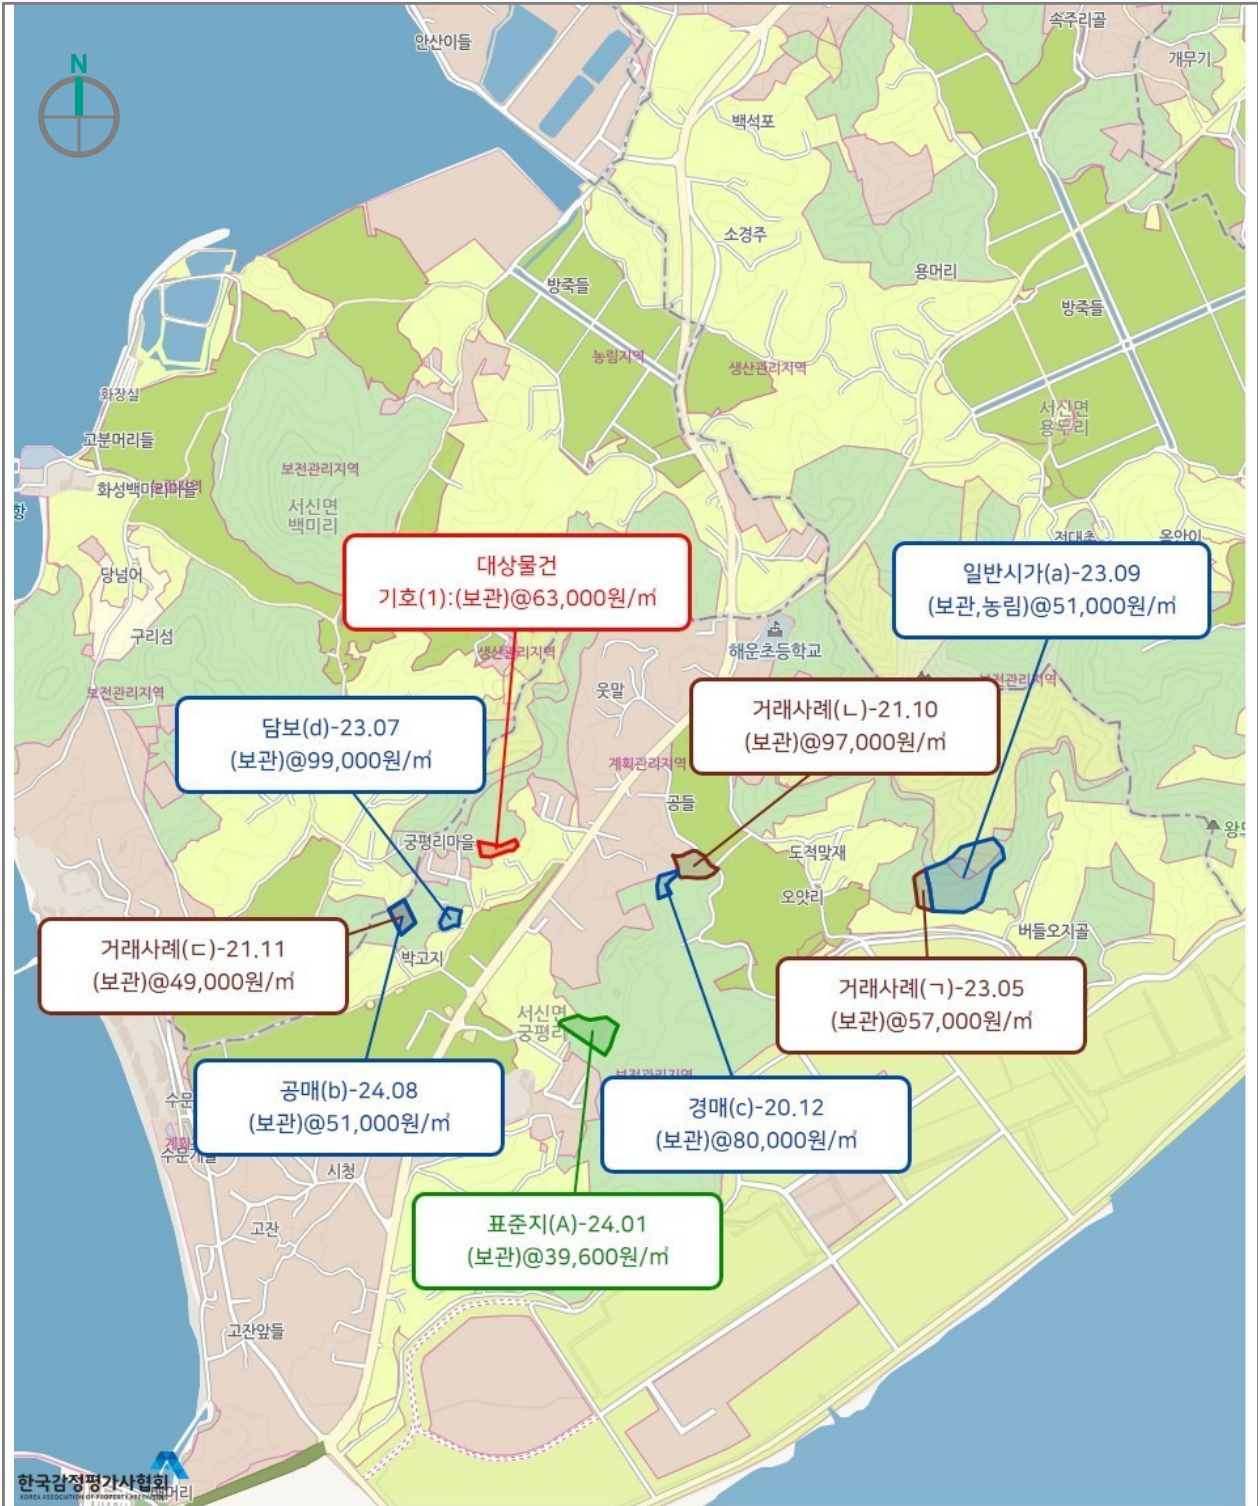 안산이들
속주리골
개무기
N
백석포
소경주
용머리
방죽들
방죽들
농림지역
생산관리지역
화장실
서신면
용두리
고분머리들
보전관리지역
화성백미리마을
서신면
백미리
항
당넘어
대상물건
기호(1):(보관)@63,000원/㎡
일반시가(a)-23.09
(보관,농림)@51,000원/㎡
구리섬
생산관리지역
해운초등학교
보전관리지역
웃말
거래사례(ㄴ)-21.10
(보관)@97,000원/㎡
담보(d)-23.07
(보관)@99,000원/㎡
계획관리지역
공들
궁평리마을
도적맞재
오얏리
버들오지골
거래사례(ㄷ)-21.11
(보관)@49,000원/㎡
박고지
거래사례(ㄱ)-23.05
(보관)@57,000원/㎡
서신면
궁평리
공매(b)-24.08
(보관)@51,000원/㎡
경매(c)-20.12
(보관)@80,000원/㎡
시청
표준지(A)-24.01
(보관)@39,600원/㎡
고잔
고잔앞들
한국감정평가사협회
KOREA ASSOCIATION OF PROPERTY APPRAISERS